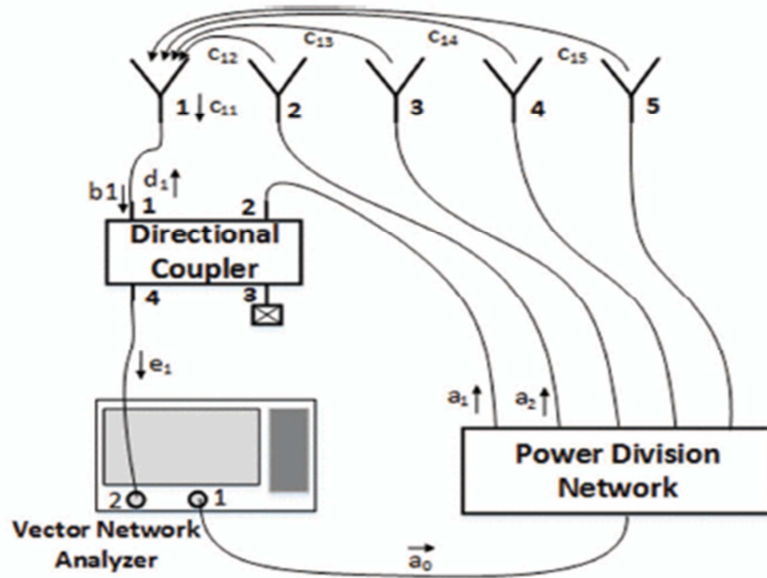 c₁₂
c₁₃
c₁₄
c₁₅
1 ↓ c₁₁
2
3
4
5
b1 ↓
d₁ ↑
1
2
Directional
Coupler
4
3
↓ e₁
a₁ ↑
a₂ ↑
2
1
Power Division
Network
Vector Network
Analyzer
a₀